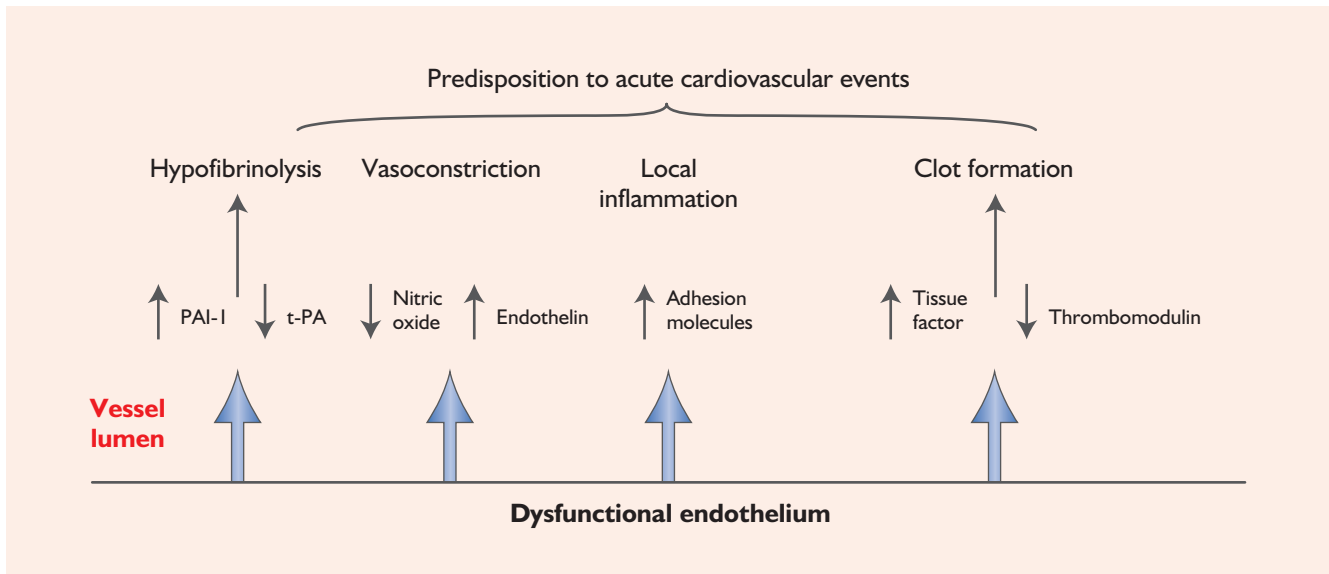 Predisposition to acute cardiovascular events
Hypofibrinolysis
Vasoconstriction
Local
inflammation
Clot formation
PAI-1
t-PA
Nitric
oxide
Endothelin
Adhesion
molecules
Tissue
factor
Thrombomodulin
Vessel
lumen
Dysfunctional endothelium